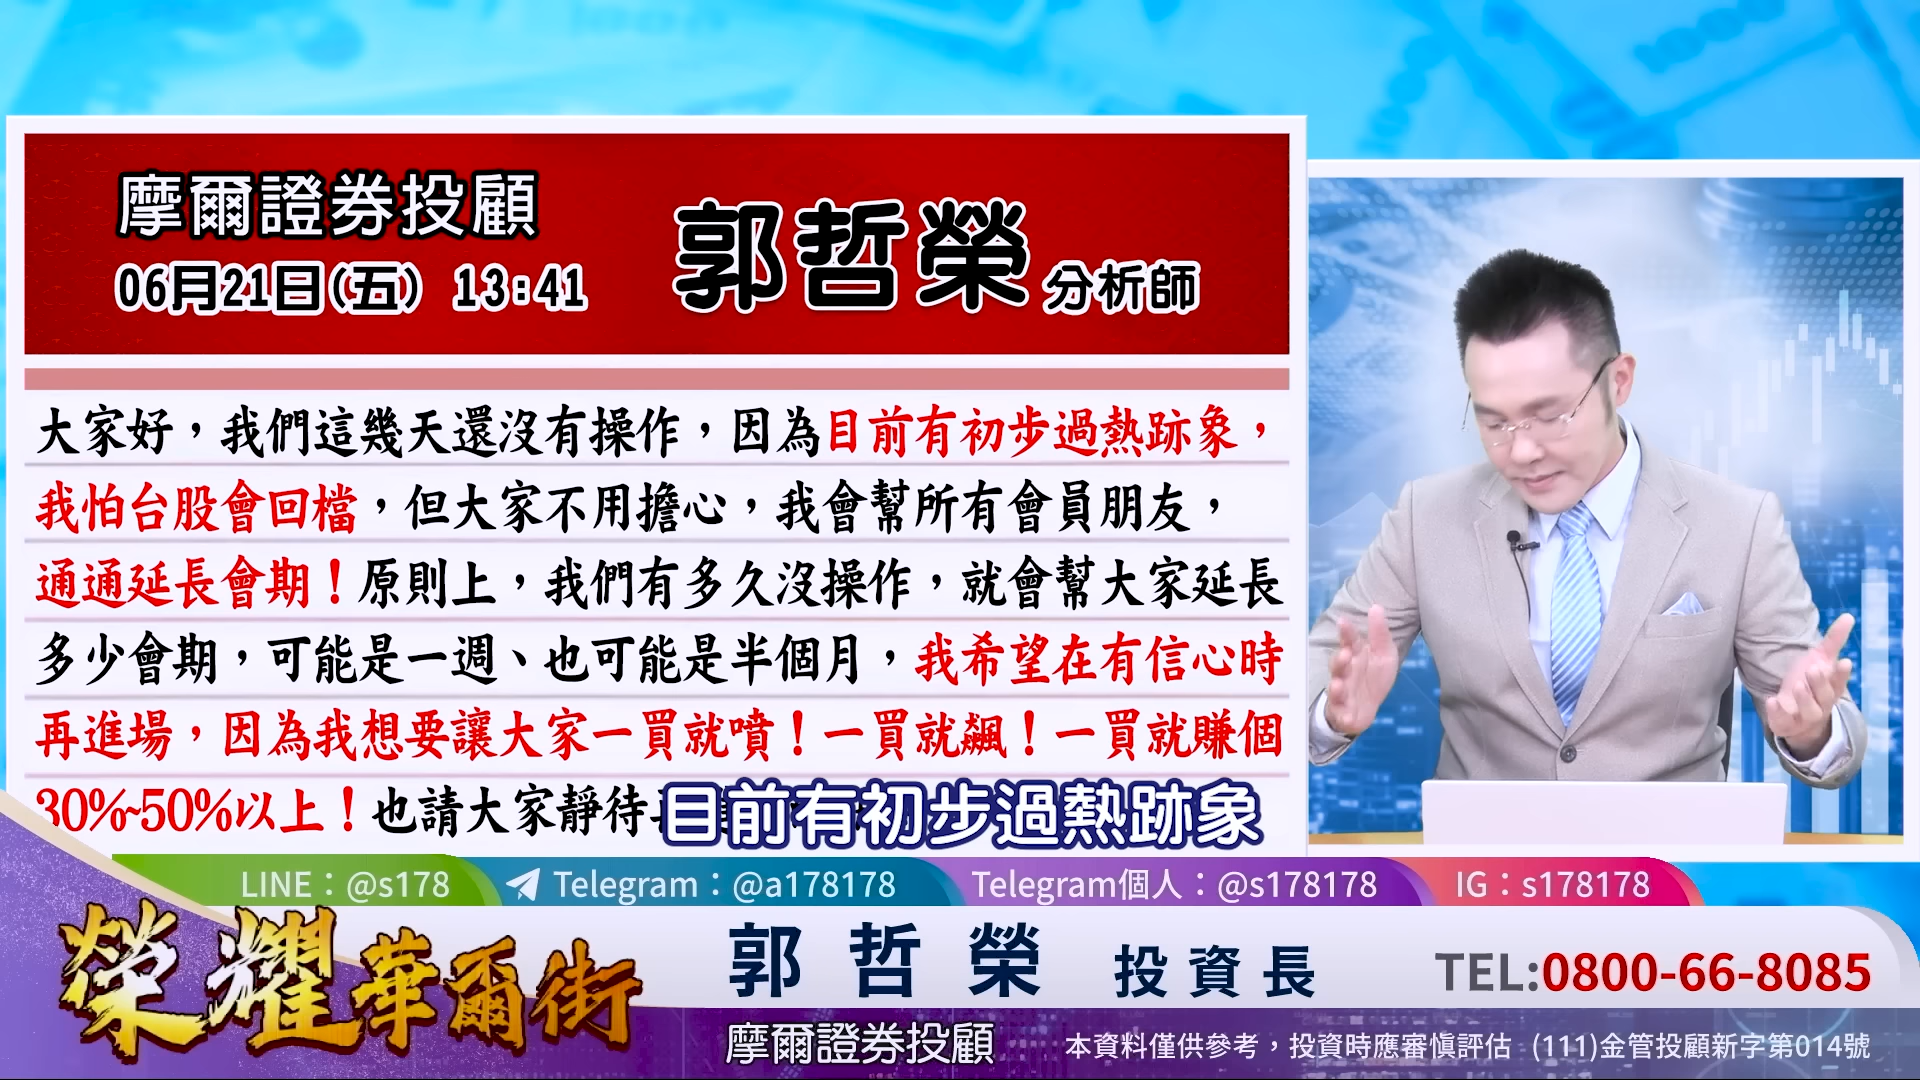 摩爾證券投顧
06月21日(五) 13:41
郭哲榮 分析師
大家好，我們這幾天還沒有操作，因為目前有初步過熱跡象，
我怕台股會回檔，但大家不用擔心，我會幫所有會員朋友，
通通延長會期！原則上，我們有多久沒操作，就會幫大家延長
多少會期，可能是一週、也可能是半個月，我希望在有信心時
再進場，因為我想要讓大家一買就噴！一買就飆！一買就賺個
30%~50%以上！也請大家靜待
目前有初步過熱跡象
LINE：@s178 Telegram：@a178178 Telegram個人：@s178178 IG：s178178
榮耀華爾街
郭哲榮 投資長 TEL:0800-66-8085
摩爾證券投顧 本資料僅供參考，投資時應審慎評估 (111)金管投顧新字第014號